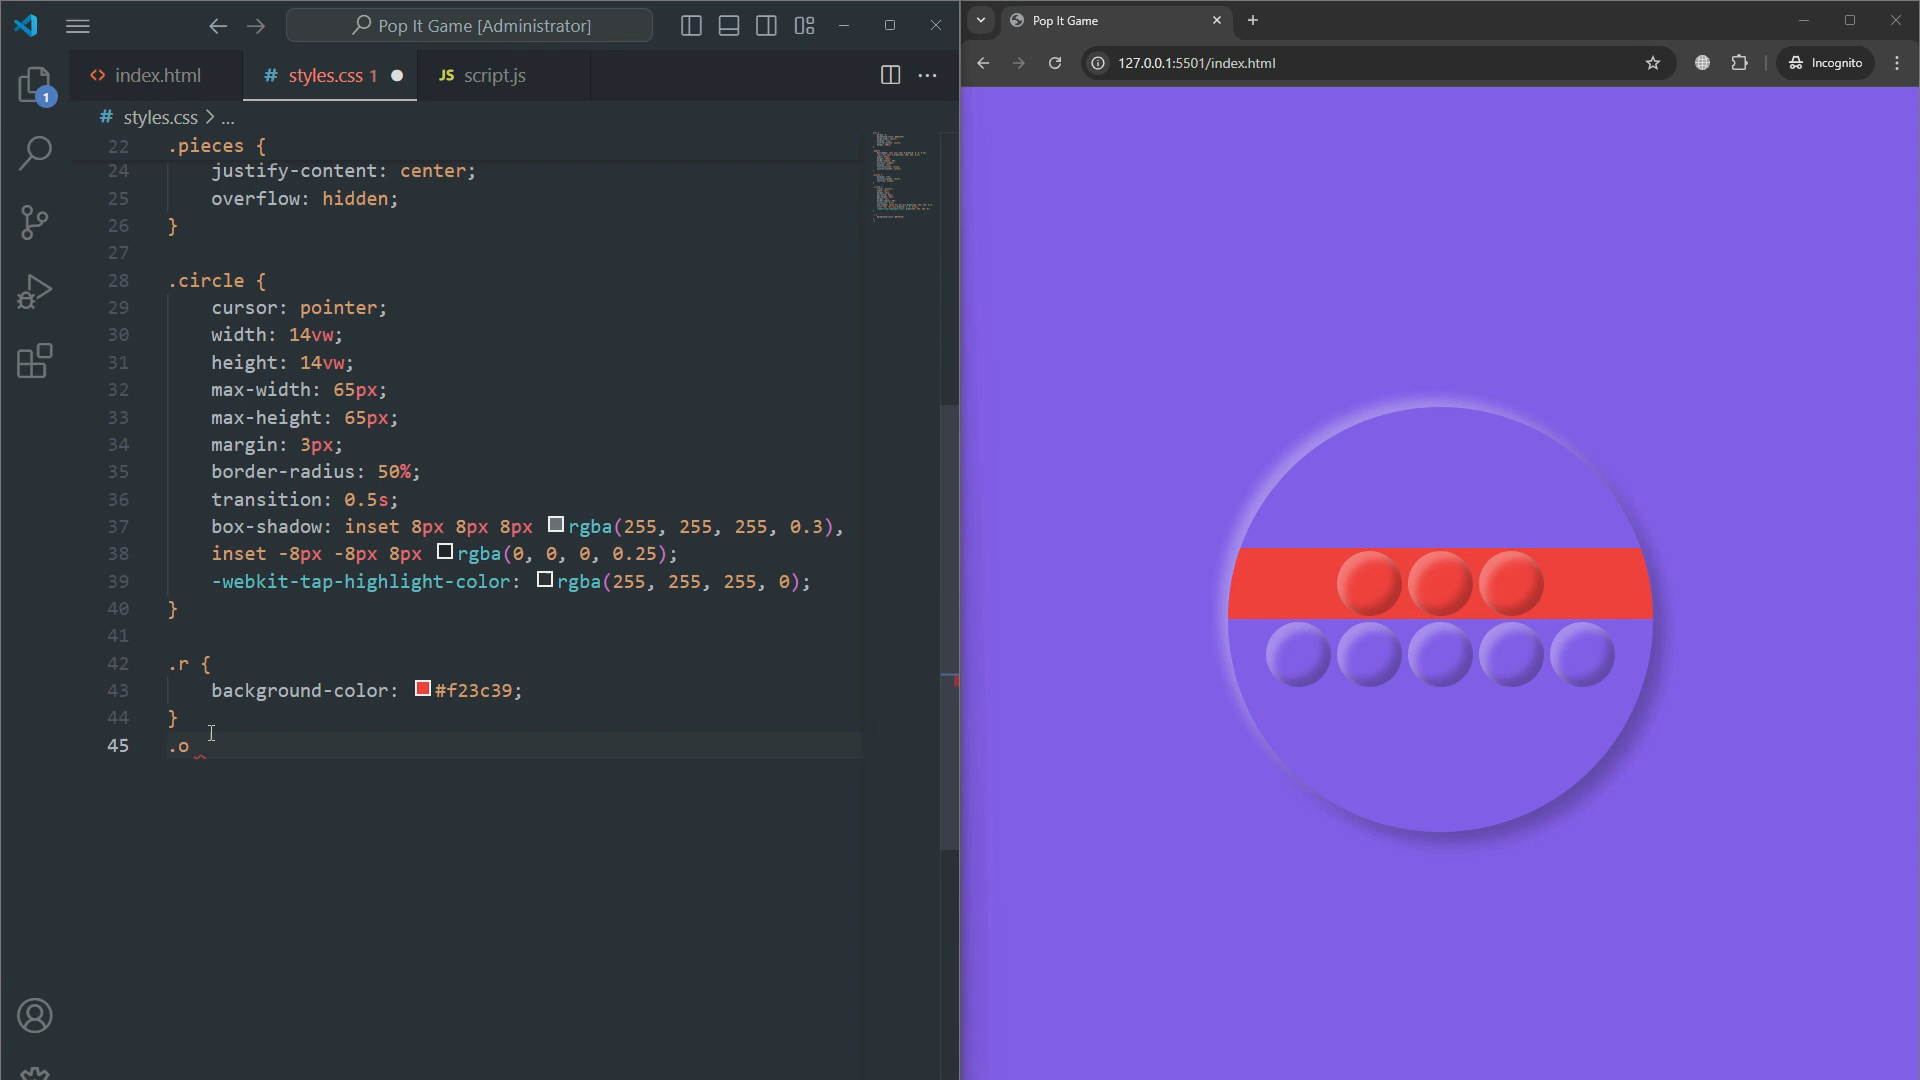 Pop It Game [Administrator]
Pop It Game
127.0.0.1:5501/index.html
Incognito
1
<> index.html
# styles.css 1
JS script.js
# styles.css > ...
22 .pieces {
24 justify-content: center;
25 overflow: hidden;
26 }
27
28 .circle {
29 cursor: pointer;
30 width: 14vw;
31 height: 14vw;
32 max-width: 65px;
33 max-height: 65px;
34 margin: 3px;
35 border-radius: 50%;
36 transition: 0.5s;
37 box-shadow: inset 8px 8px 8px rgba(255, 255, 255, 0.3),
38 inset -8px -8px 8px rgba(0, 0, 0, 0.25);
39 -webkit-tap-highlight-color: rgba(255, 255, 255, 0);
40 }
41
42 .r {
43 background-color: #f23c39;
44 }
45 .o